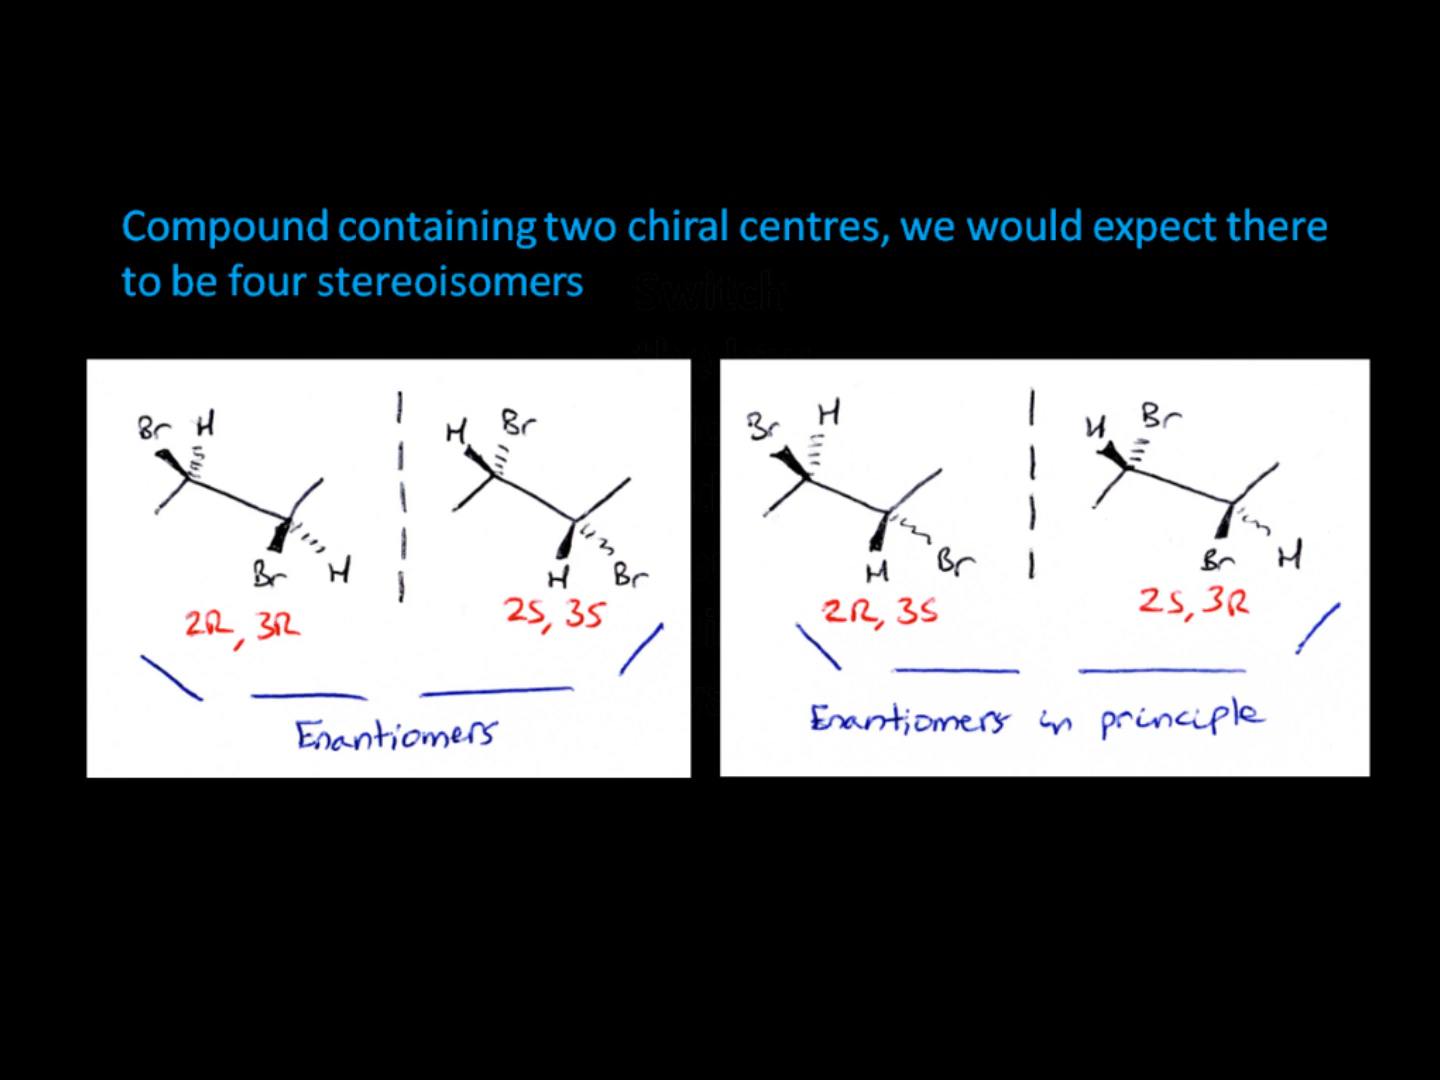 Compound containing two chiral centres, we would expect there
to be four stereoisomers
Switch
Br H H Br
Br H H Br
2R, 3R 2S, 3S
Enantiomers
Br H H Br
H Br Br H
2R, 3S 2S, 3R
Enantiomers in principle